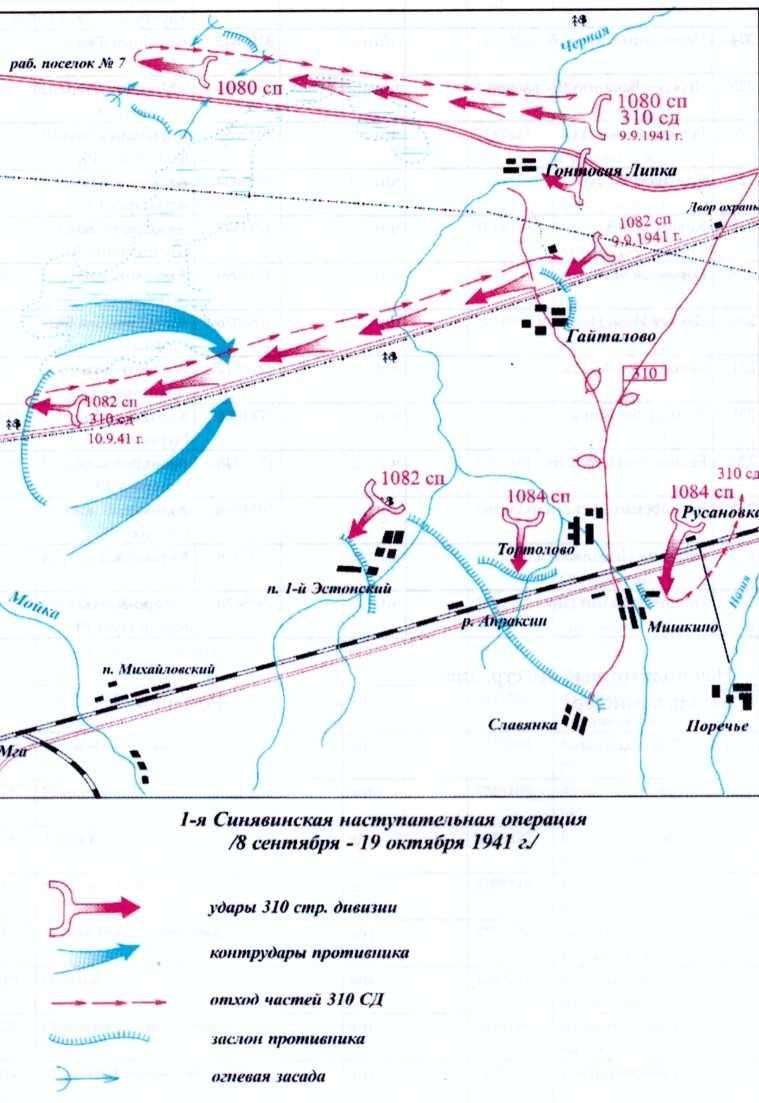 Черная
раб. поселок № 7
1080 сп
1080 сп
310 сд
9.9.1941 г.
Гонтовая Липка
Двор охраны
1082 сп
9.9.1941 г.
Гайталово
310
1082 сп
310 сд
10.9.41 г.
1082 сп
1084 сп
310 сд
1084 сп
Русановка
Тортолово
п. 1-й Эстонский
Мойка
р. Апраксин
Мишкино
Назия
п. Михайловский
Славянка
Поречье
Мга
1-я Синявинская наступательная операция
/8 сентября - 19 октября 1941 г./
удары 310 стр. дивизии
контрудары противника
отход частей 310 СД
заслон противника
огневая засада